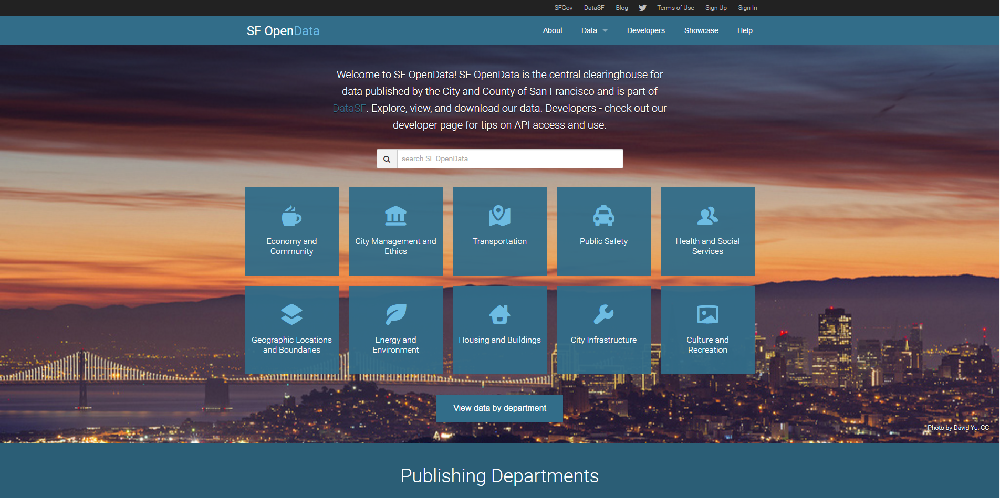 SFGov DataSF Blog Terms of Use Sign Up Sign In
SF OpenData About Data Developers Showcase Help
Welcome to SF OpenData! SF OpenData is the central clearinghouse for
data published by the City and County of San Francisco and is part of
DataSF. Explore, view, and download our data. Developers - check out our
developer page for tips on API access and use.
search SF OpenData
Economy and
Community
City Management and
Ethics
Transportation
Public Safety
Health and Social
Services
Geographic Locations
and Boundaries
Energy and
Environment
Housing and Buildings
City Infrastructure
Culture and
Recreation
View data by department
Photo by David Yu. CC
Publishing Departments